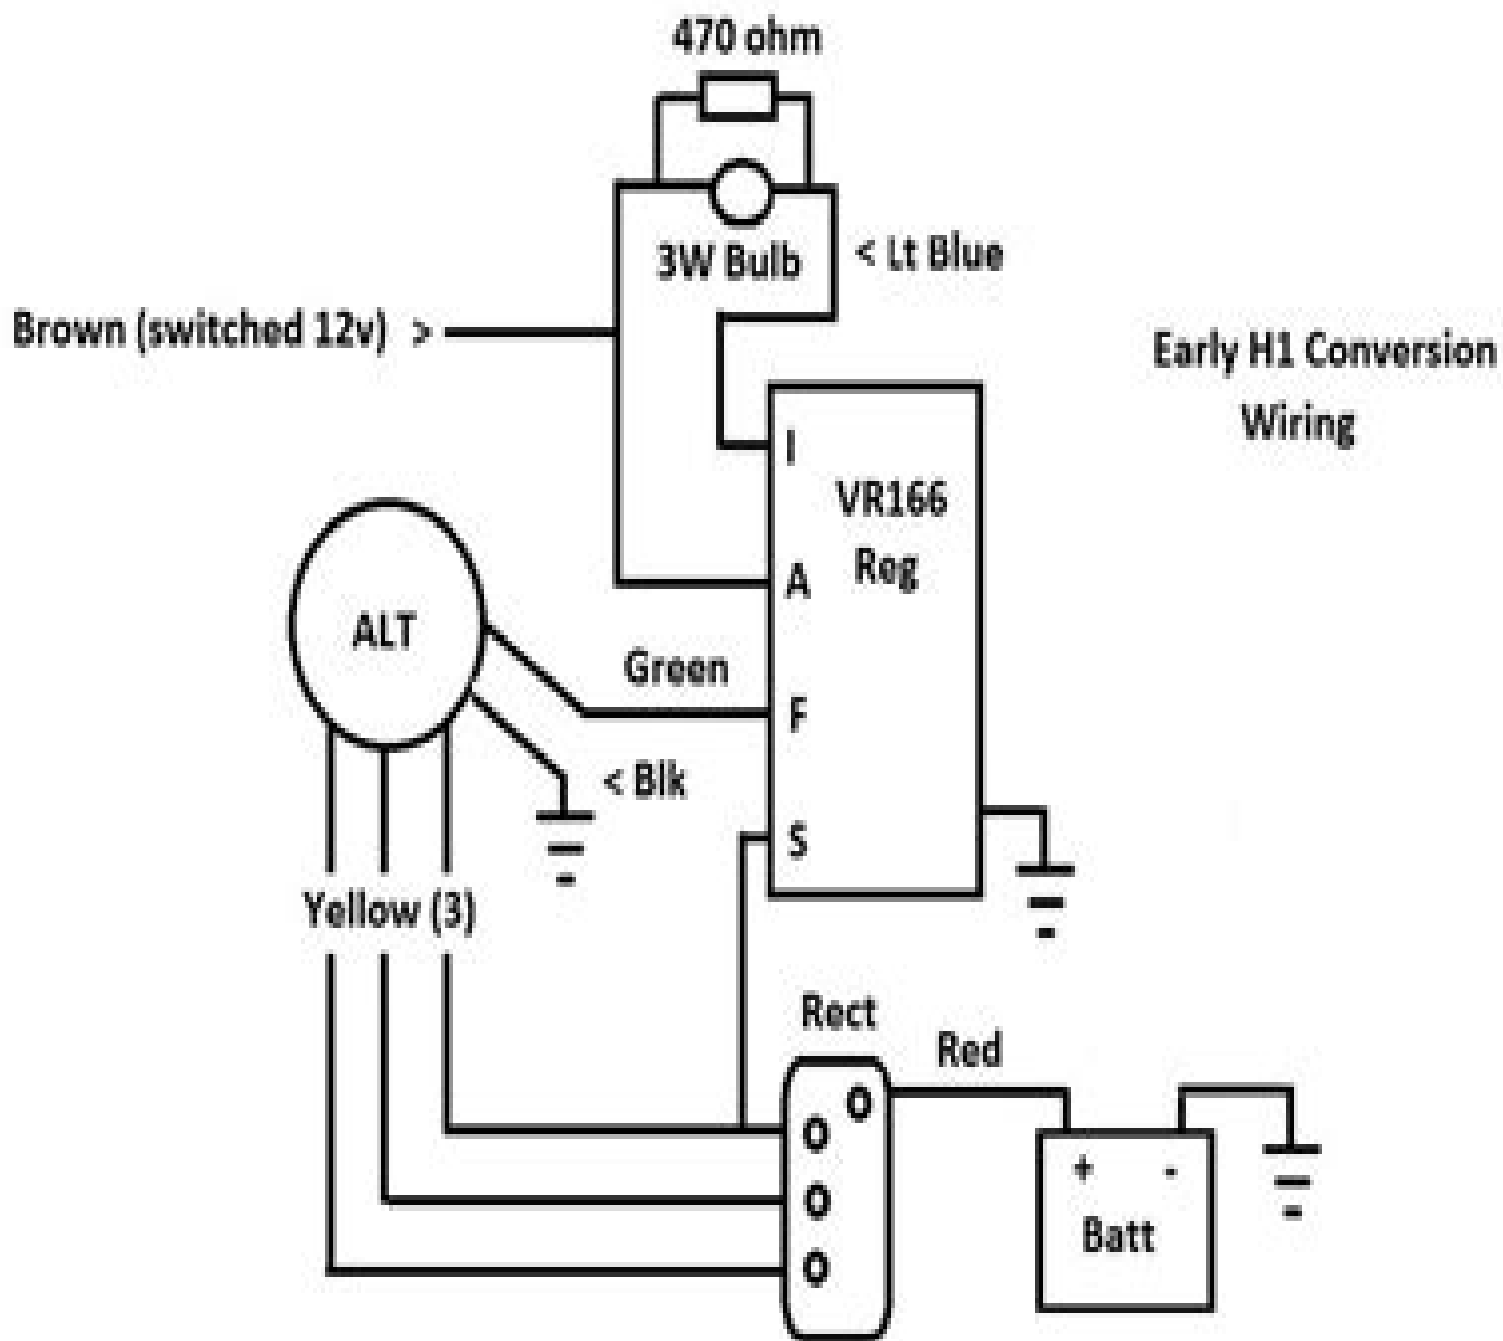 470 ohm
3W Bulb
< Lt Blue
Brown (switched 12v) >
Early H1 Conversion
Wiring
I
VR166
Reg
A
ALT
Green
F
< Blk
S
Yellow (3)
Rect
Red
O
O
O
O
+ -
Batt